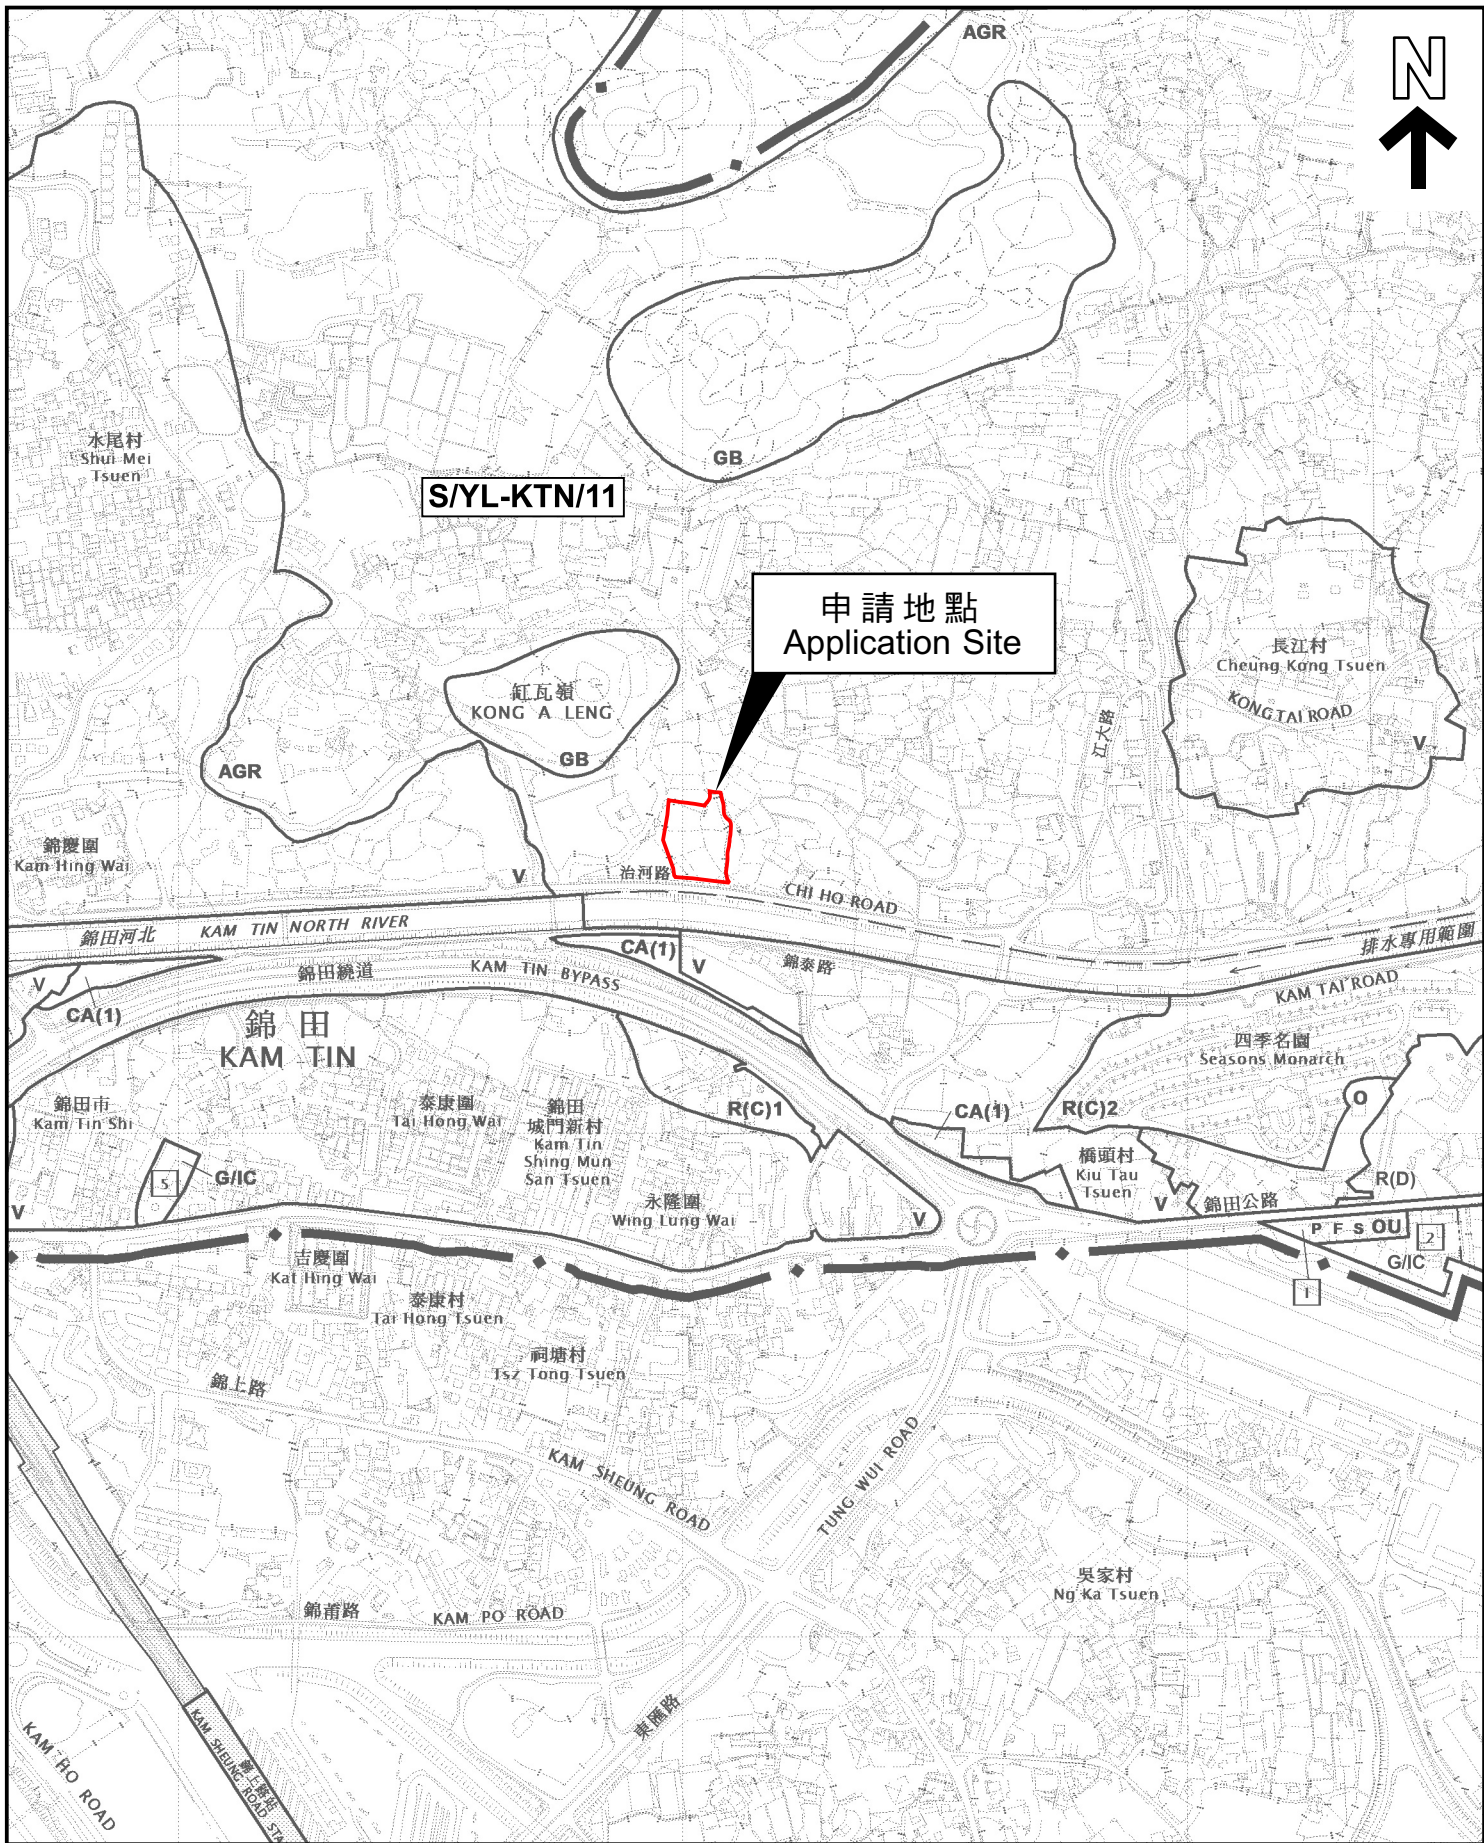 AGR
N
水尾村
Shui Mei
Tsuen
GB
S/YL-KTN/11
申請地點
Application Site
長江村
Cheung Kong Tsuen
KONG TAI ROAD
V
缸瓦嶺
KONG A LENG
GB
江大路
AGR
錦慶圍
Kam Hing Wai
V
治河路
CHI HO ROAD
錦田河北
KAM TIN NORTH RIVER
排水專用範圍
CA(1)
V
錦泰路
錦田繞道
KAM TIN BYPASS
KAM TAI ROAD
V
CA(1)
錦田
KAM TIN
四季名園
Seasons Monarch
錦田市
Kam Tin Shi
泰康圍
Tai Hong Wai
錦田
城門新村
Kam Tin
Shing Mun
San Tsuen
R(C)1
CA(1)
R(C)2
O
橋頭村
Kiu Tau
Tsuen
R(D)
5
G/IC
永隆圍
Wing Lung Wai
V
V
V
錦田公路
P F S OU
2
G/IC
1
吉慶圍
Kat Hing Wai
泰康村
Tai Hong Tsuen
祠塘村
Tsz Tong Tsuen
錦上路
KAM SHEUNG ROAD
TUNG WUI ROAD
吳家村
Ng Ka Tsuen
錦莆路
KAM PO ROAD
東匯路
KAM HO ROAD
錦上路站
KAM SHEUNG ROAD STA